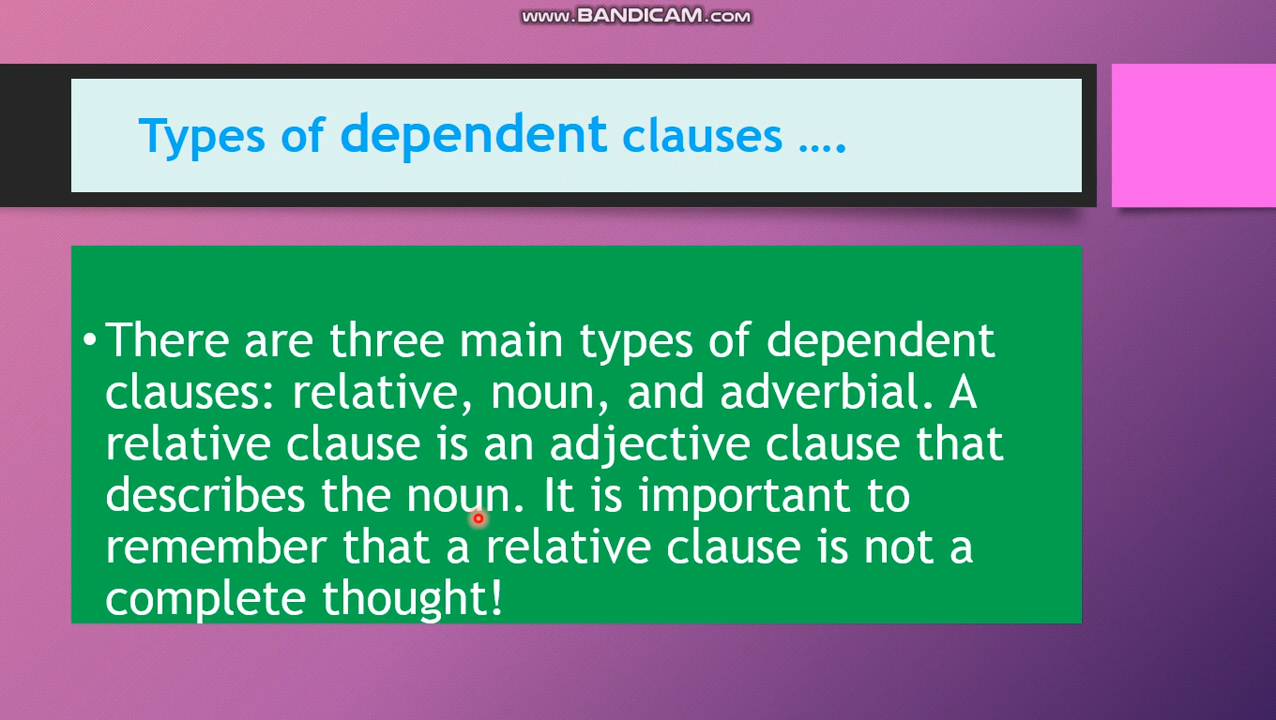 www.BANDICAM.com
Types of dependent clauses ....
• There are three main types of dependent
clauses: relative, noun, and adverbial. A
relative clause is an adjective clause that
describes the noun. It is important to
remember that a relative clause is not a
complete thought!